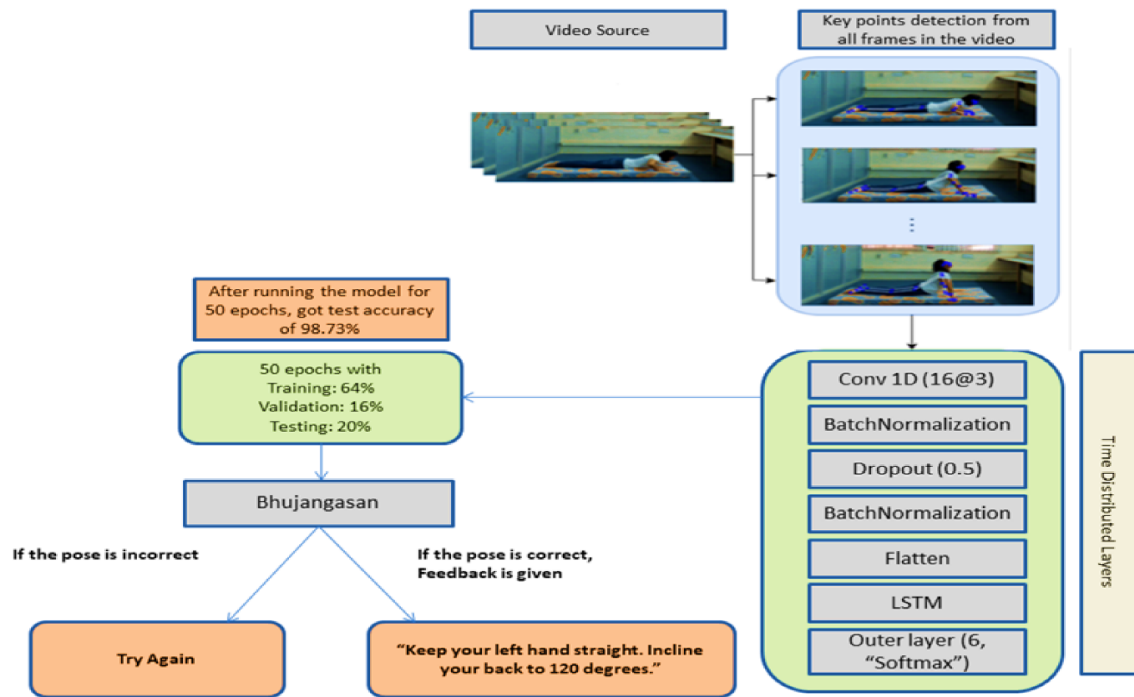 Video Source
Key points detection from
all frames in the video
...
After running the model for
50 epochs, got test accuracy
of 98.73%
50 epochs with
Training: 64%
Validation: 16%
Testing: 20%
Conv 1D (16@3)
BatchNormalization
Dropout (0.5)
BatchNormalization
Flatten
LSTM
Outer layer (6,
“Softmax”)
Time Distributed Layers
Bhujangasan
If the pose is incorrect
If the pose is correct,
Feedback is given
Try Again
“Keep your left hand straight. Incline
your back to 120 degrees.”